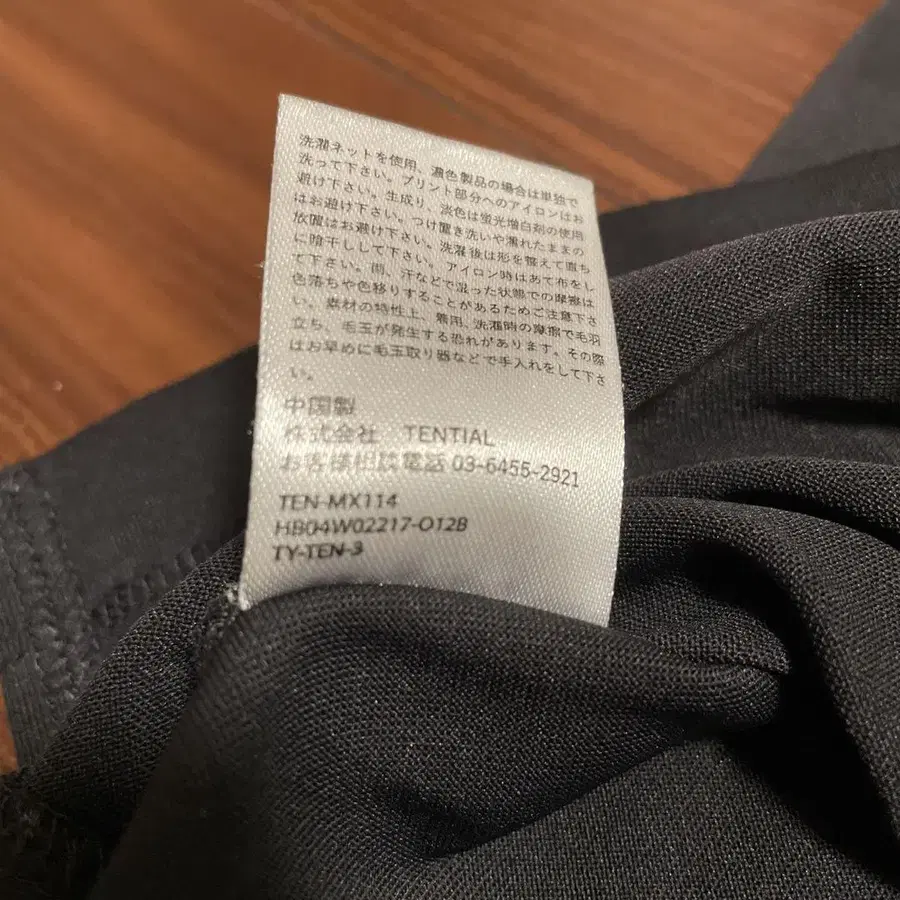 洗濯ネットを使用、濃色製品の場合は単独で
洗って下さい。プリント部分へのアイロンはお
避け下さい。生成り、淡色は蛍光増白剤の使用
はお避け下さい。つけ置き洗いや濡れたままの
放置はお避け下さい。洗濯後は形を整えて直ち
に陰干しして下さい。アイロン時はあて布をし
て下さい。雨、汗などで湿った状態での摩擦は
色落ちや色移りすることがあるためご注意下さ
い。素材の特性上、着用、洗濯時の摩擦で毛羽
立ち、毛玉が発生する恐れがあります。その際
はお早めに毛玉取り器などで手入れをして下さ
い。
中国製
株式会社 TENTIAL
お客様相談電話 03-6455-2921
TEN-MX114
HB04W02217-O12B
TY-TEN-3